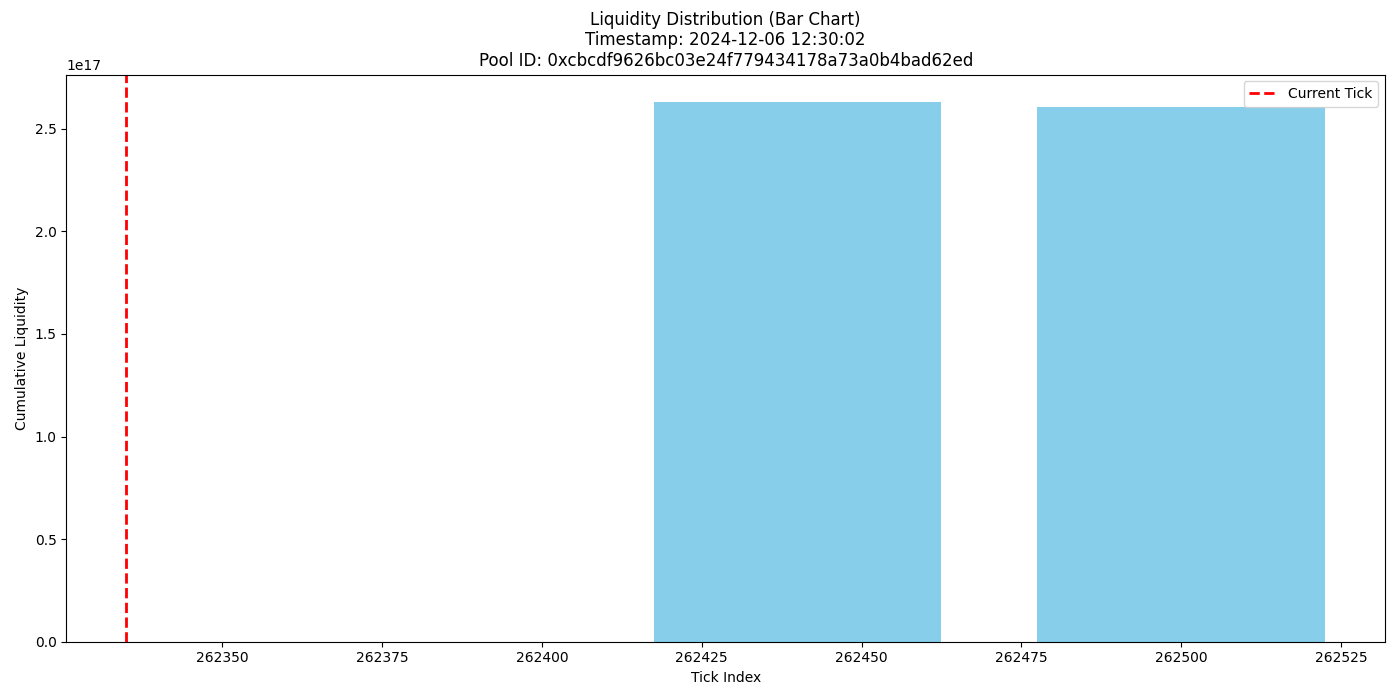 Liquidity Distribution (Bar Chart)
Timestamp: 2024-12-06 12:30:02
Pool ID: 0xcbcdf9626bc03e24f779434178a73a0b4bad62ed
1e17
Current Tick
2.5
2.0
1.5
1.0
0.5
0.0
Cumulative Liquidity
262350 262375 262400 262425 262450 262475 262500 262525
Tick Index